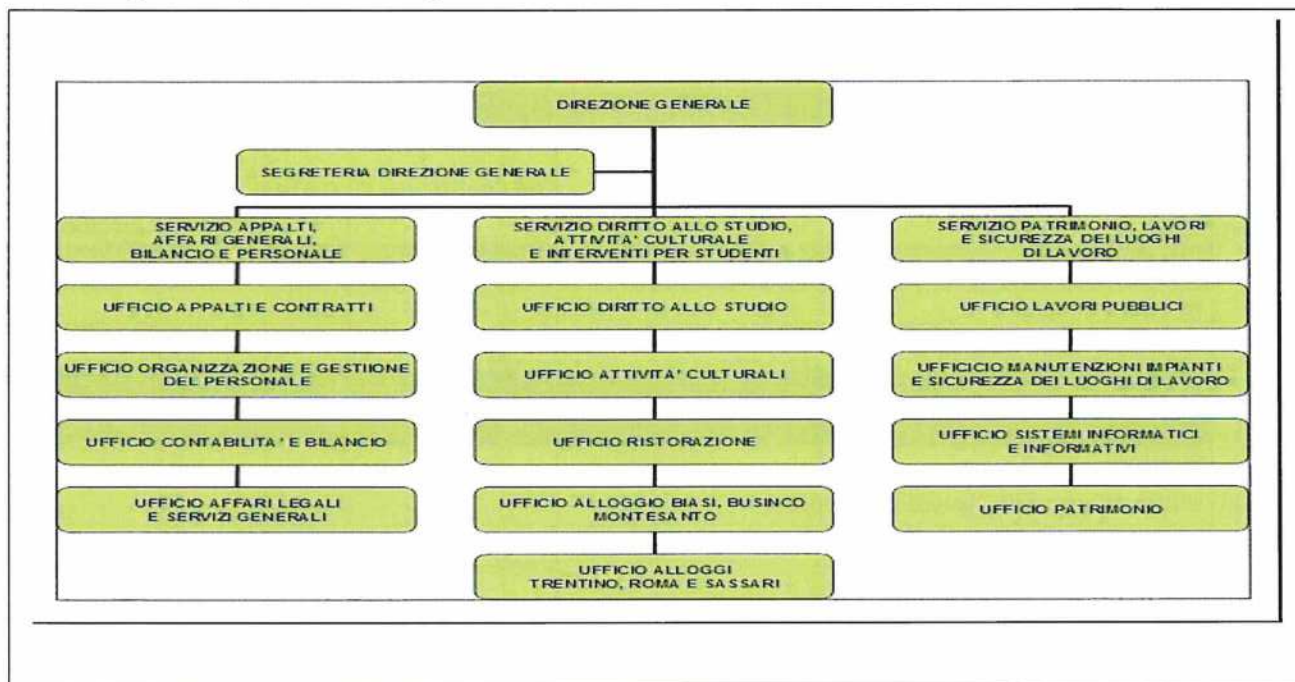 DIREZIONE GENERALE
SEGRETERIA DIREZIONE GENERALE
SERVIZIO APPALTI,
AFFARI GENERALI,
BILANCIO E PERSONALE
UFFICIO APPALTI E CONTRATTI
UFFICIO ORGANIZZAZIONE E GESTIIONE
DEL PERSONALE
UFFICIO CONTABILITA' E BILANCIO
UFFICIO AFFARI LEGALI
E SERVIZI GENERALI
SERVIZIO DIRITTO ALLO STUDIO,
ATTIVITA' CULTURALE
E INTERVENTI PER STUDENTI
UFFICIO DIRITTO ALLO STUDIO
UFFICIO ATTIVITA' CULTURALI
UFFICIO RISTORAZIONE
UFFICIO ALLOGGIO BIASI, BUSINCO
MONTESANTO
UFFICIO ALLOGGI
TRENTINO, ROMA E SASSARI
SERVIZIO PATRIMONIO, LAVORI
E SICUREZZA DEI LUOGHI
DI LAVORO
UFFICIO LAVORI PUBBLICI
UFFICICIO MANUTENZIONI IMPIANTI
E SICUREZZA DEI LUOGHI DI LAVORO
UFFICIO SISTEMI INFORMATICI
E INFORMATIVI
UFFICIO PATRIMONIO